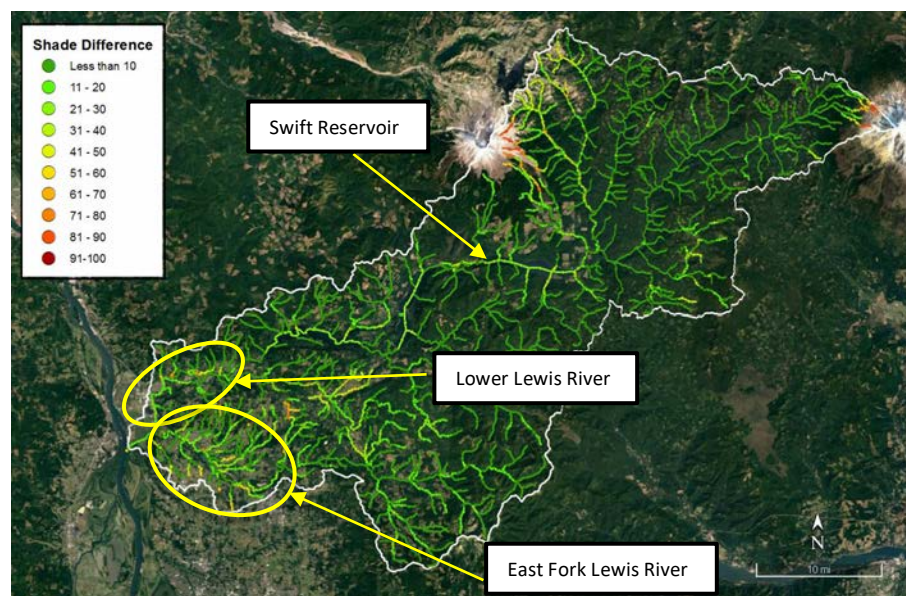 Shade Difference
Less than 10
11 - 20
21 - 30
31 - 40
41 - 50
51 - 60
61 - 70
71 - 80
81 - 90
91-100
Swift Reservoir
Lower Lewis River
East Fork Lewis River
N
10 mi